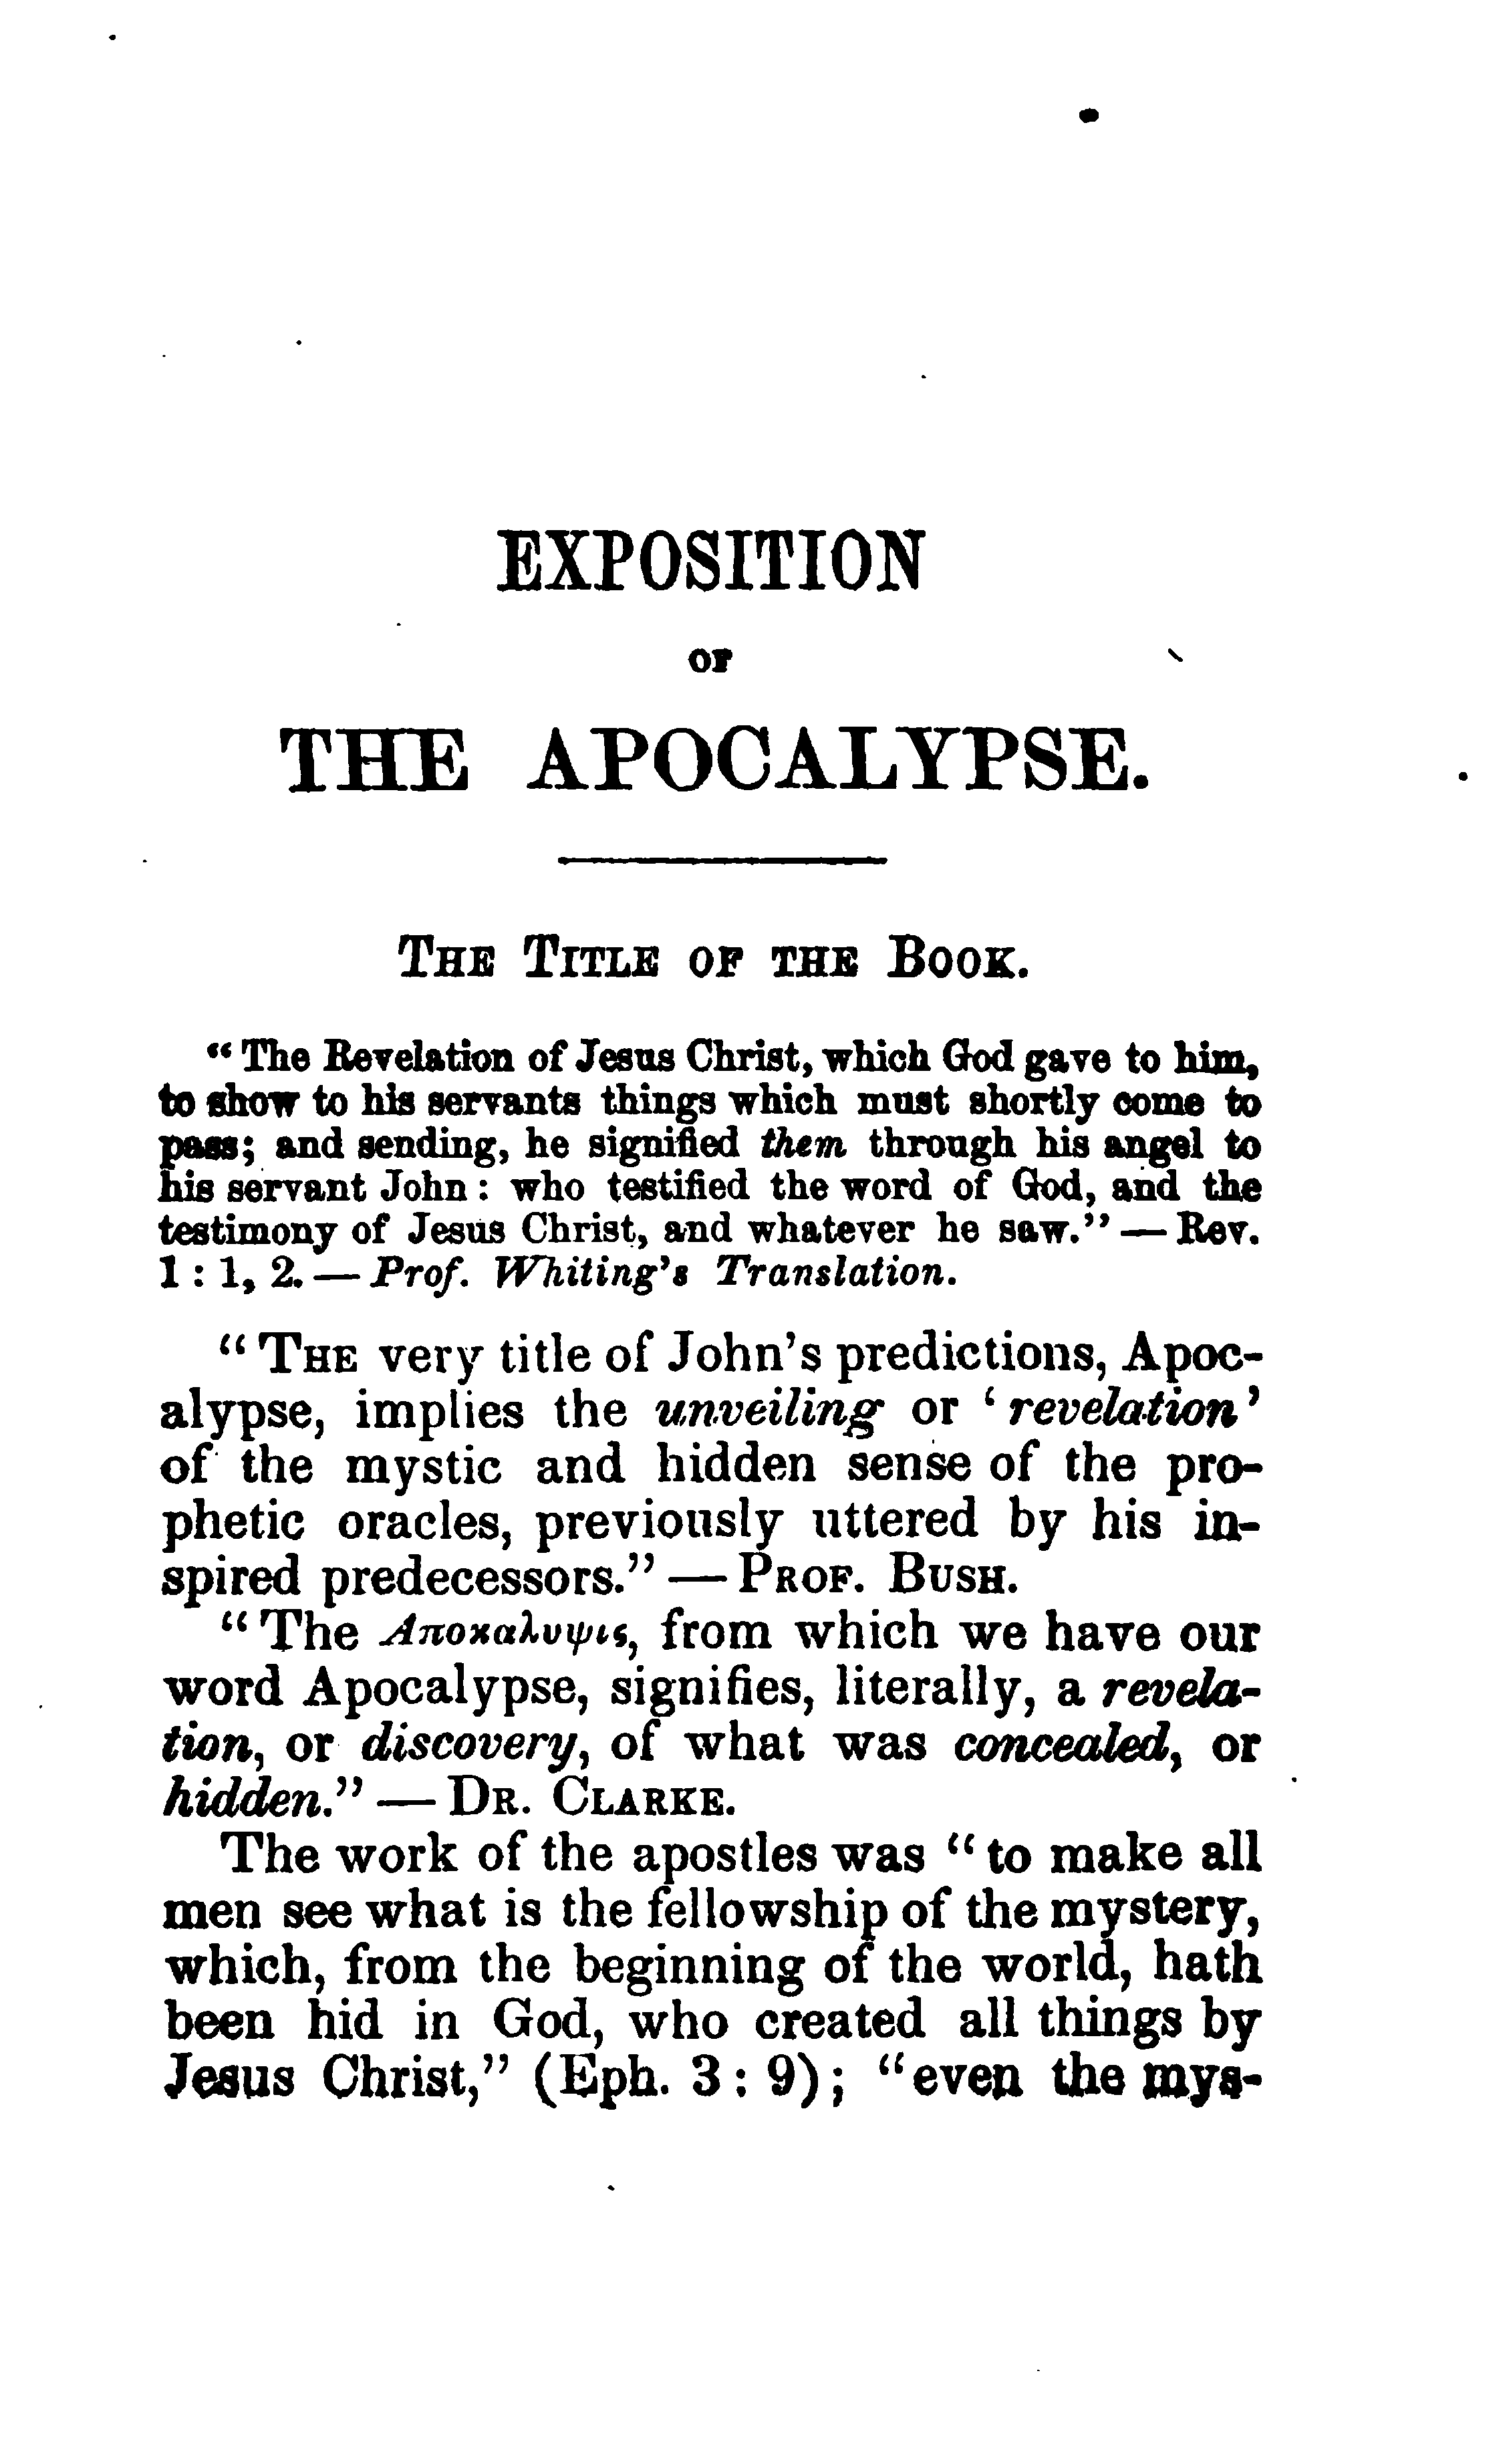 EXPOSITION
OF
THE APOCALYPSE.
THE TITLE OF THE BOOK.
“The Revelation of Jesus Christ, which God gave to him,
to show to his servants things which must shortly come to
pass; and sending, he signified them through his angel to
his servant John: who testified the word of God, and the
testimony of Jesus Christ, and whatever he saw.” — Rev.
1 : 1, 2. — Prof. Whiting's Translation.
“THE very title of John's predictions, Apoc-
alypse, implies the unveiling or ‘revelation’
of the mystic and hidden sense of the pro-
phetic oracles, previously uttered by his in-
spired predecessors.” — PROF. BUSH.
“The Αποκαλυψις, from which we have our
word Apocalypse, signifies, literally, a revela-
tion, or discovery, of what was concealed, or
hidden.” — DR. CLARKE.
The work of the apostles was “to make all
men see what is the fellowship of the mystery,
which, from the beginning of the world, hath
been hid in God, who created all things by
Jesus Christ,” (Eph. 3 : 9); “even the mys-